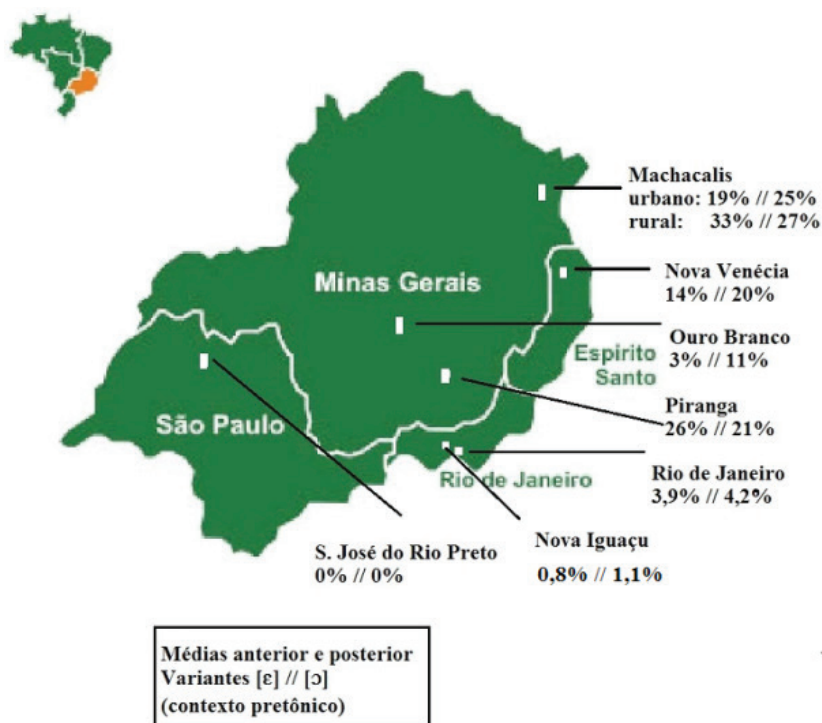 Machacalis
urbano: 19% // 25%
rural: 33% // 27%
Minas Gerais
Nova Venécia
14% // 20%
Ouro Branco
3% // 11%
Espírito
Santo
Piranga
26% // 21%
São Paulo
Rio de Janeiro
Rio de Janeiro
3,9% // 4,2%
S. José do Rio Preto
0% // 0%
Nova Iguaçu
0,8% // 1,1%
Médias anterior e posterior
Variantes [ɛ] // [ɔ]
(contexto pretônico)